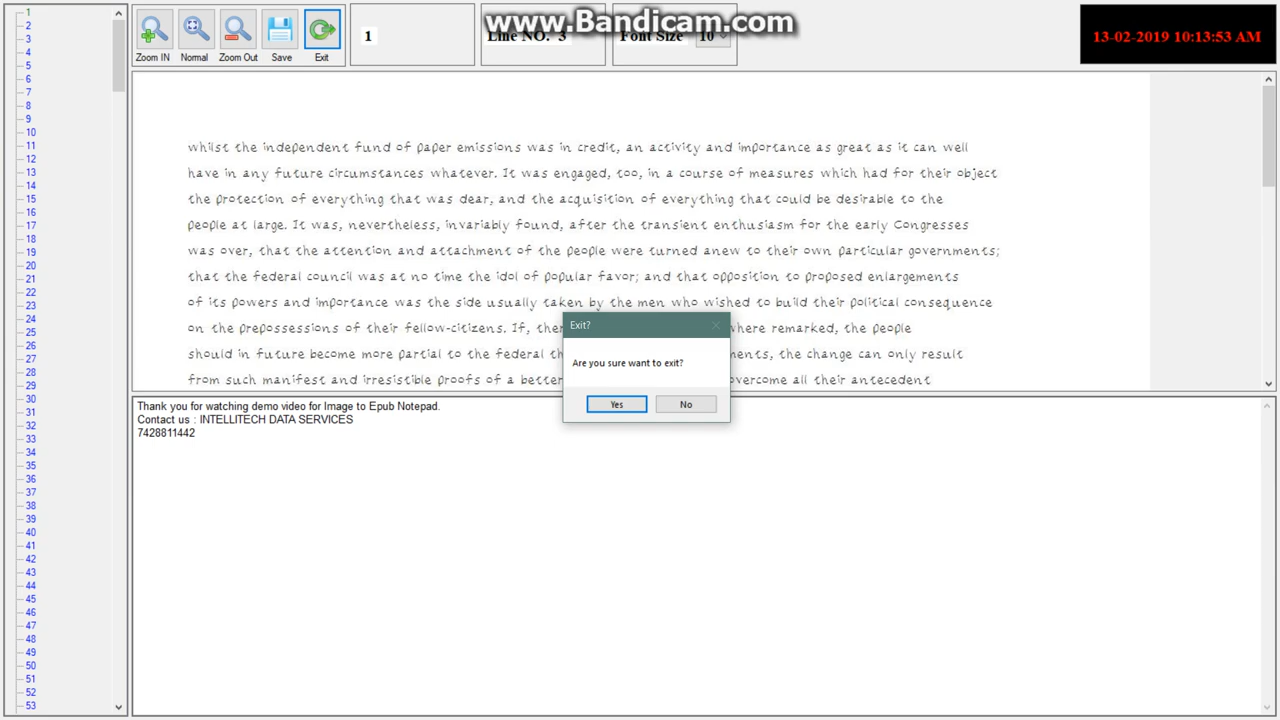 www.Bandicam.com
Zoom IN
Normal
Zoom Out
Save
Exit
1
Line NO. 3
Font Size
10
13-02-2019 10:13:53 AM
1
2
3
4
5
6
7
8
9
10
11
12
13
14
15
16
17
18
19
20
21
22
23
24
25
26
27
28
29
30
31
32
33
34
35
36
37
38
39
40
41
42
43
44
45
46
47
48
49
50
51
52
53
whilst the independent fund of paper emissions was in credit, an activity and importance as great as it can well
have in any future circumstances whatever. It was engaged, too, in a course of measures which had for their object
the protection of everything that was dear, and the acquisition of everything that could be desirable to the
people at large. It was, nevertheless, invariably found, after the transient enthusiasm for the early Congresses
was over, that the attention and attachment of the people were turned anew to their own particular governments;
that the federal council was at no time the idol of popular favor; and that opposition to proposed enlargements
of its powers and importance was the side usually taken by the men who wished to build their political consequence
on the prepossessions of their fellow-citizens. If, where remarked, the people
should in future become more partial to the federal the change can only result
from such manifest and irresistible proofs of a better overcome all their antecedent
Exit?
Are you sure want to exit?
Yes
No
Thank you for watching demo video for Image to Epub Notepad.
Contact us : INTELLITECH DATA SERVICES
7428811442